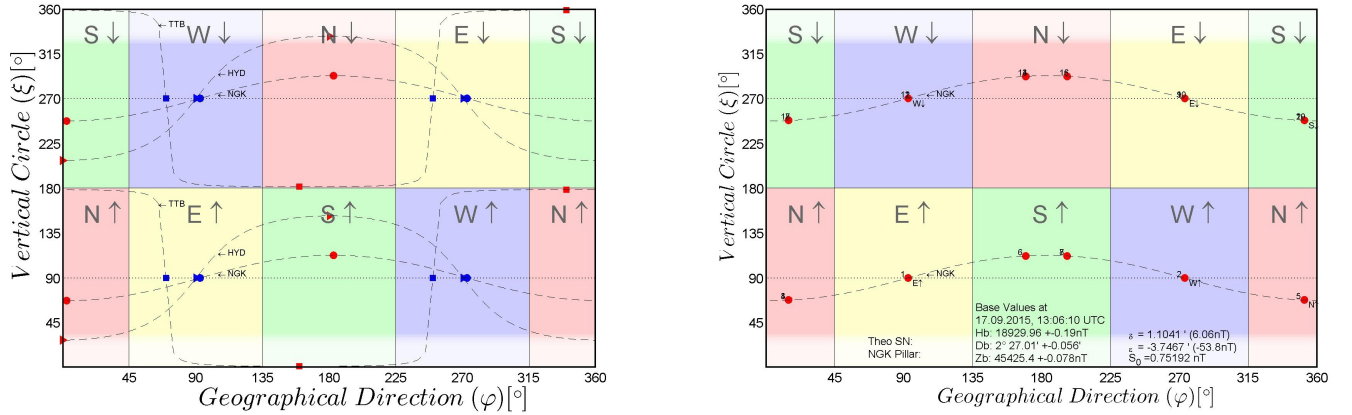 360
315
270
225
180
135
90
45
Vertical Circle (ξ)[°]
S ↓
W ↓
N ↓
E ↓
S ↓
← TTB
← HYD
← NGK
N ↑
E ↑
S ↑
W ↑
N ↑
← TTB
← HYD
← NGK
45
90
135
180
225
270
315
360
Geographical Direction (φ)[°]
360
315
270
225
180
135
90
45
Vertical Circle (ξ)[°]
S ↓
W ↓
N ↓
E ↓
S ↓
← NGK
W↓
E↓
N ↑
E ↑
S ↑
W ↑
N ↑
6
1
← NGK
E↑
2
W↑
5
Base Values at
17.09.2015, 13:06:10 UTC
Hb: 18929.96 +-0.19nT
Db: 2° 27.01' +-0.056'
Zb: 45425.4 +-0.078nT
Theo SN:
NGK Pillar:
δ = 1.1041 ' (6.06nT)
ε = -3.7467 ' (-53.8nT)
S0 =0.75192 nT
45
90
135
180
225
270
315
360
Geographical Direction (φ)[°]